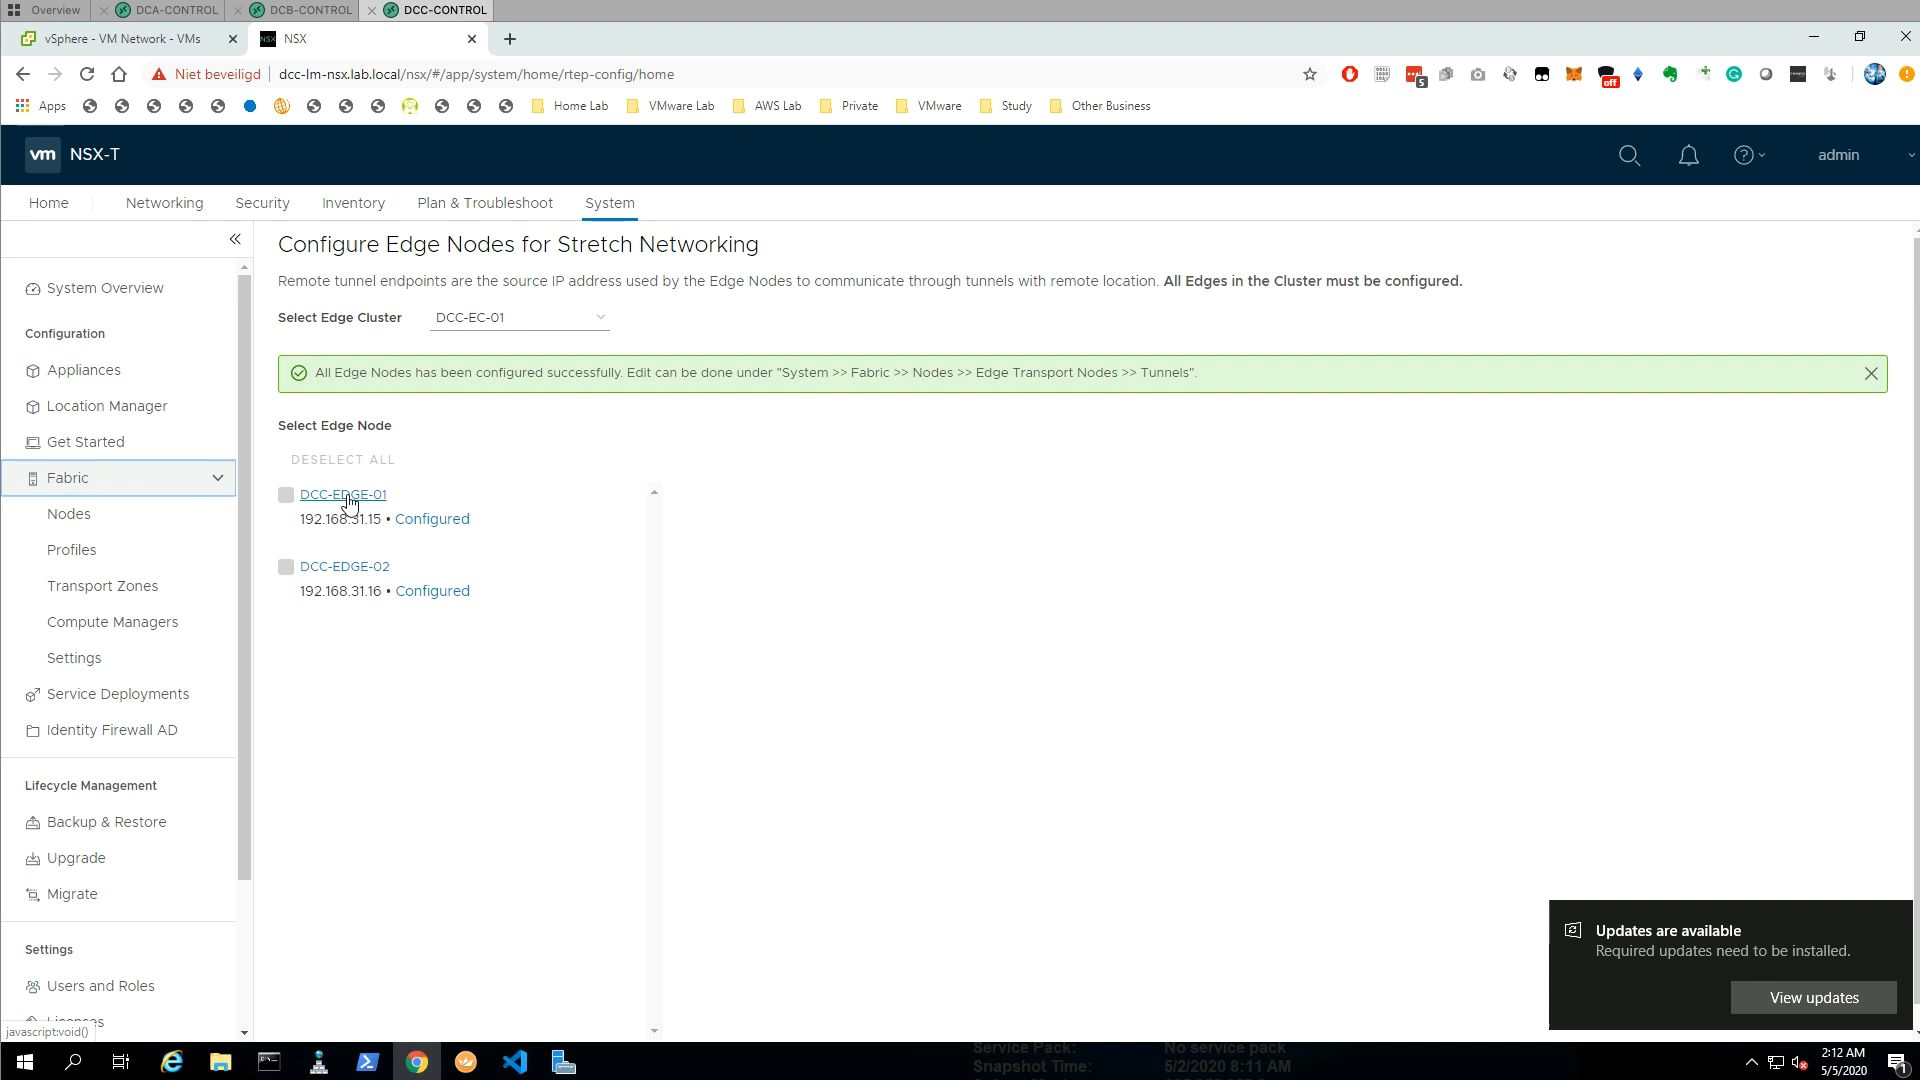 Overview
DCA-CONTROL
DCB-CONTROL
DCC-CONTROL
vSphere - VM Network - VMs
NSX
NSX
Niet beveiligd
dcc-lm-nsx.lab.local/nsx/#/app/system/home/rtep-config/home
5
off
Apps
Home Lab
VMware Lab
AWS Lab
Private
VMware
Study
Other Business
vm NSX-T
admin
Home
Networking
Security
Inventory
Plan & Troubleshoot
System
System Overview
Configuration
Appliances
Location Manager
Get Started
Fabric
Nodes
Profiles
Transport Zones
Compute Managers
Settings
Service Deployments
Identity Firewall AD
Lifecycle Management
Backup & Restore
Upgrade
Migrate
Settings
Users and Roles
javascript:void()
Configure Edge Nodes for Stretch Networking
Remote tunnel endpoints are the source IP address used by the Edge Nodes to communicate through tunnels with remote location. All Edges in the Cluster must be configured.
Select Edge Cluster
DCC-EC-01
All Edge Nodes has been configured successfully. Edit can be done under "System >> Fabric >> Nodes >> Edge Transport Nodes >> Tunnels".
Select Edge Node
DESELECT ALL
DCC-EDGE-01
192.168.31.15 • Configured
DCC-EDGE-02
192.168.31.16 • Configured
Updates are available
Required updates need to be installed.
View updates
Service Pack: No service pack
Snapshot Time: 5/2/2020 8:11 AM
2:12 AM
5/5/2020
1